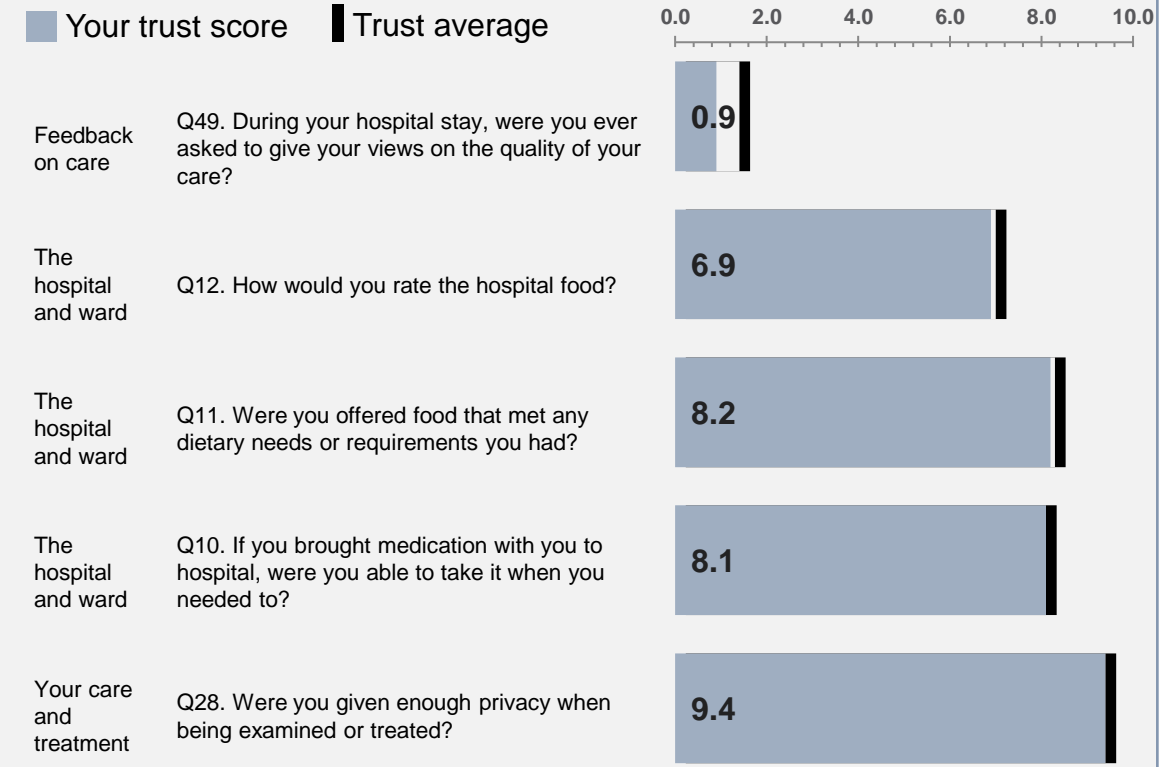 Your trust score
Trust average
0.0 2.0 4.0 6.0 8.0 10.0
Feedback
on care
Q49. During your hospital stay, were you ever
asked to give your views on the quality of your
care?
0.9
The
hospital
and ward
Q12. How would you rate the hospital food?
6.9
The
hospital
and ward
Q11. Were you offered food that met any
dietary needs or requirements you had?
8.2
The
hospital
and ward
Q10. If you brought medication with you to
hospital, were you able to take it when you
needed to?
8.1
Your care
and
treatment
Q28. Were you given enough privacy when
being examined or treated?
9.4